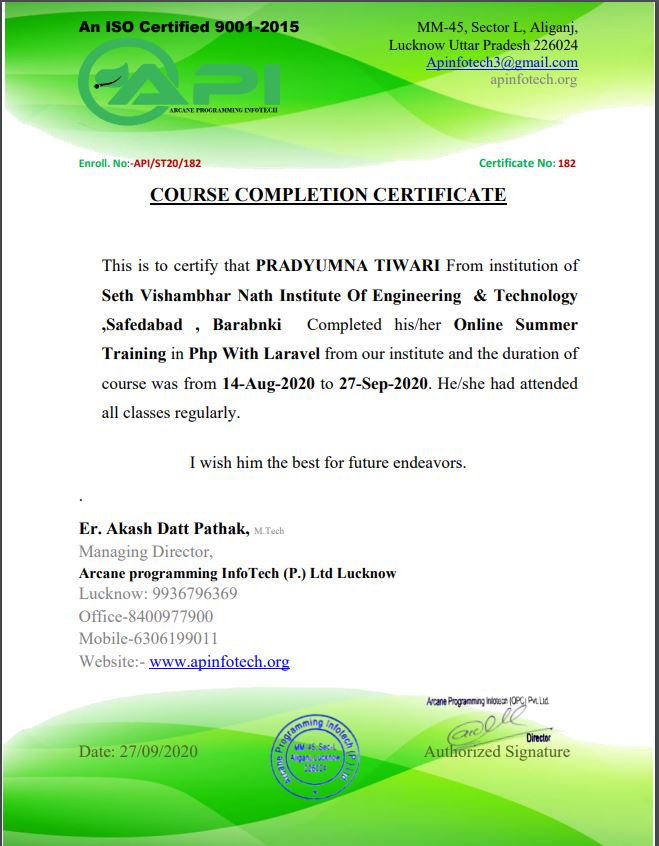 An ISO Certified 9001-2015
MM-45, Sector L, Aliganj,
Lucknow Uttar Pradesh 226024
Apinfotech3@gmail.com
apinfotech.org
API
ARCANE PROGRAMMING INFOTECH
Enroll. No:-API/ST20/182
Certificate No: 182
COURSE COMPLETION CERTIFICATE
This is to certify that PRADYUMNA TIWARI From institution of
Seth Vishambhar Nath Institute Of Engineering & Technology
,Safedabad , Barabnki Completed his/her Online Summer
Training in Php With Laravel from our institute and the duration of
course was from 14-Aug-2020 to 27-Sep-2020. He/she had attended
all classes regularly.
I wish him the best for future endeavors.
.
Er. Akash Datt Pathak, M.Tech
Managing Director,
Arcane programming InfoTech (P.) Ltd Lucknow
Lucknow: 9936796369
Office-8400977900
Mobile-6306199011
Website:- www.apinfotech.org
Arcane Programming Infotech (OPC) Pvt. Ltd.
Director
Date: 27/09/2020
Arcane Programming Infotech (P.) Ltd
MM-45, Sec-L
Aliganj, Lucknow
226024
Authorized Signature